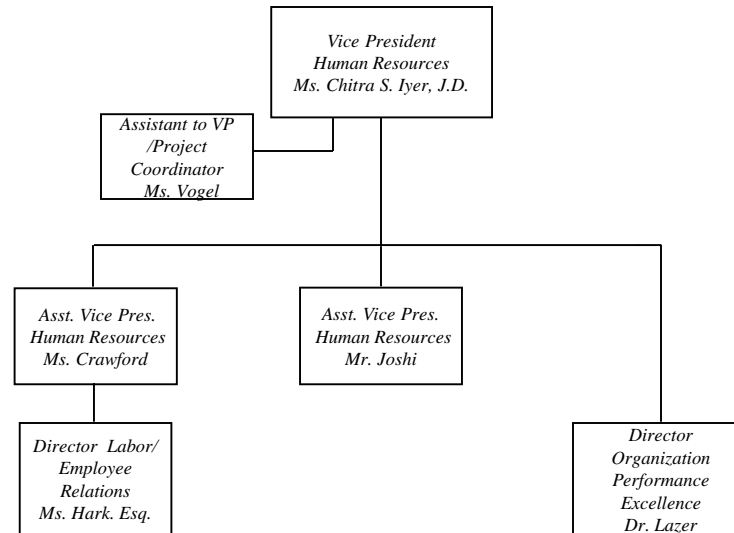 Vice President
Human Resources
Ms. Chitra S. Iyer, J.D.
Assistant to VP
/Project
Coordinator
Ms. Vogel
Asst. Vice Pres.
Human Resources
Ms. Crawford
Asst. Vice Pres.
Human Resources
Mr. Joshi
Director Labor/
Employee
Relations
Ms. Hark. Esq.
Director
Organization
Performance
Excellence
Dr. Lazer